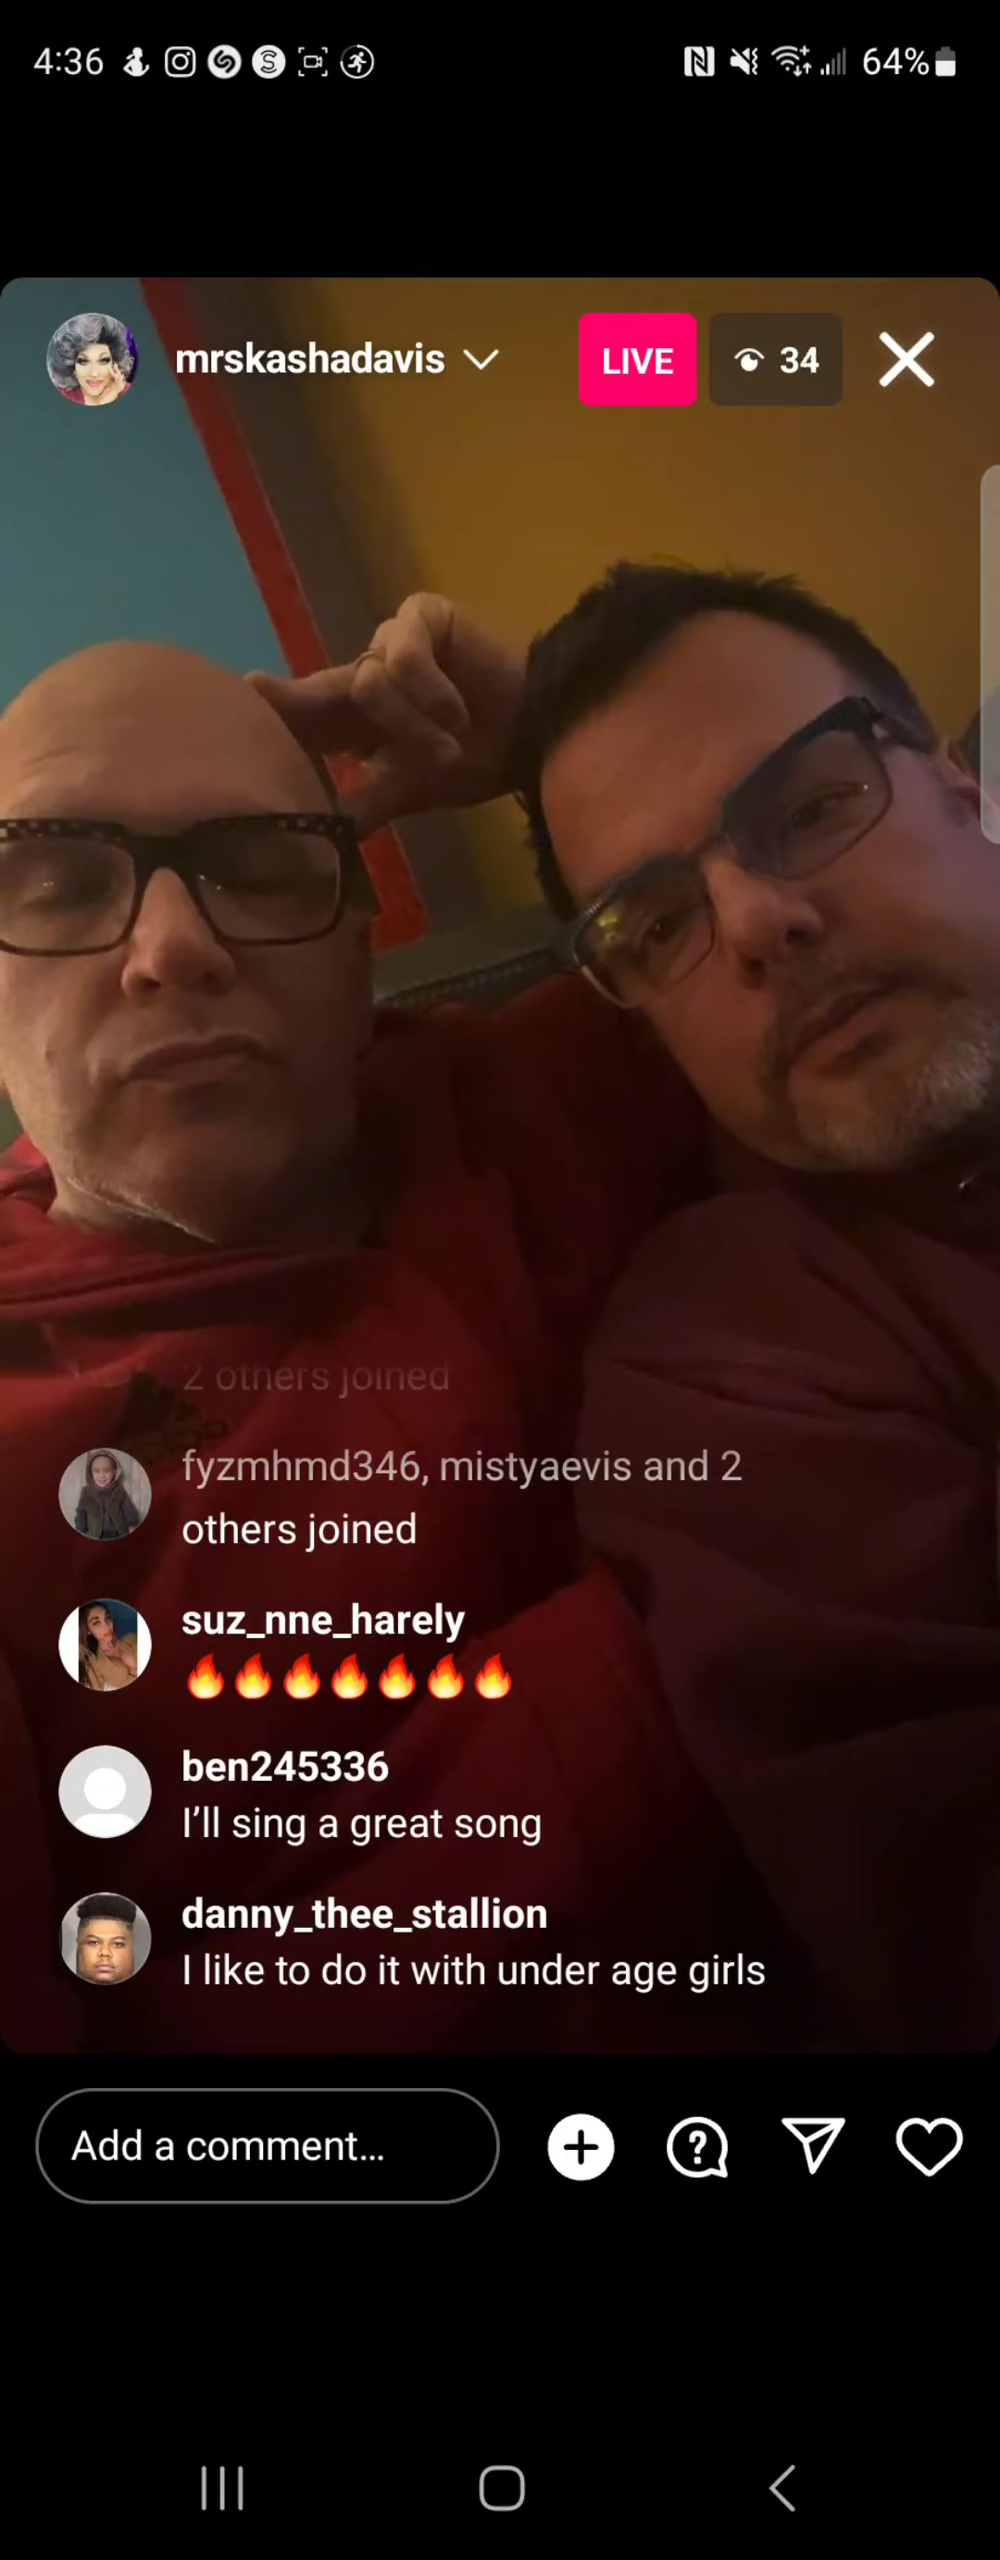 4:36
64%
mrskashadavis
LIVE
34
2 others joined
fyzmhmd346, mistyaevis and 2
others joined
suz_nne_harely
🔥🔥🔥🔥🔥🔥🔥
ben245336
I’ll sing a great song
danny_thee_stallion
I like to do it with under age girls
Add a comment...